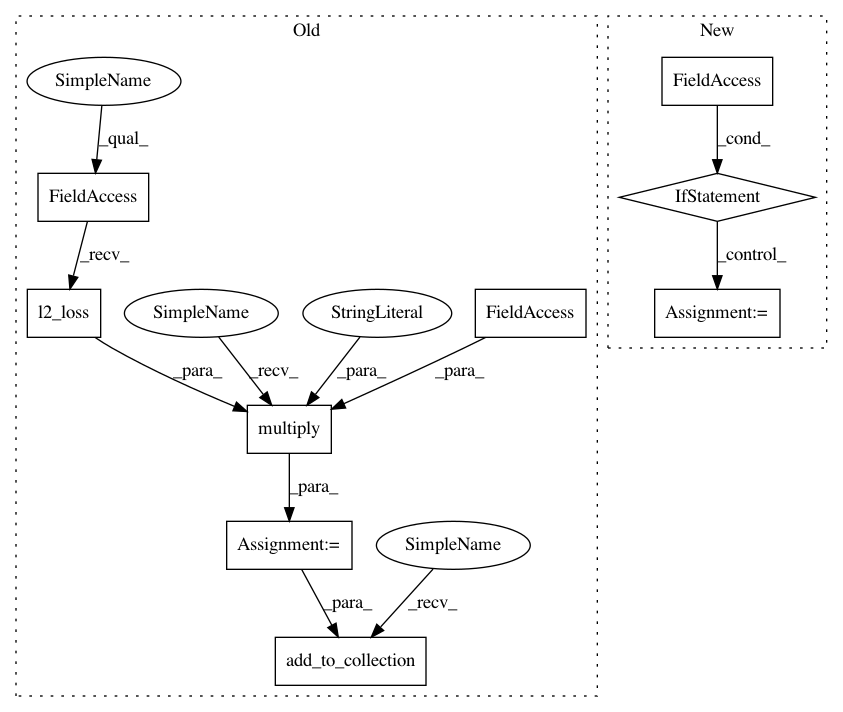 Old
New
SimpleName
FieldAccess
_qual_
_cond_
FieldAccess
IfStatement
_recv_
_control_
l2_loss
SimpleName
StringLiteral
FieldAccess
Assignment:=
_para_
_recv_
_para_
_para_
multiply
_para_
Assignment:=
SimpleName
_para_
_recv_
add_to_collection